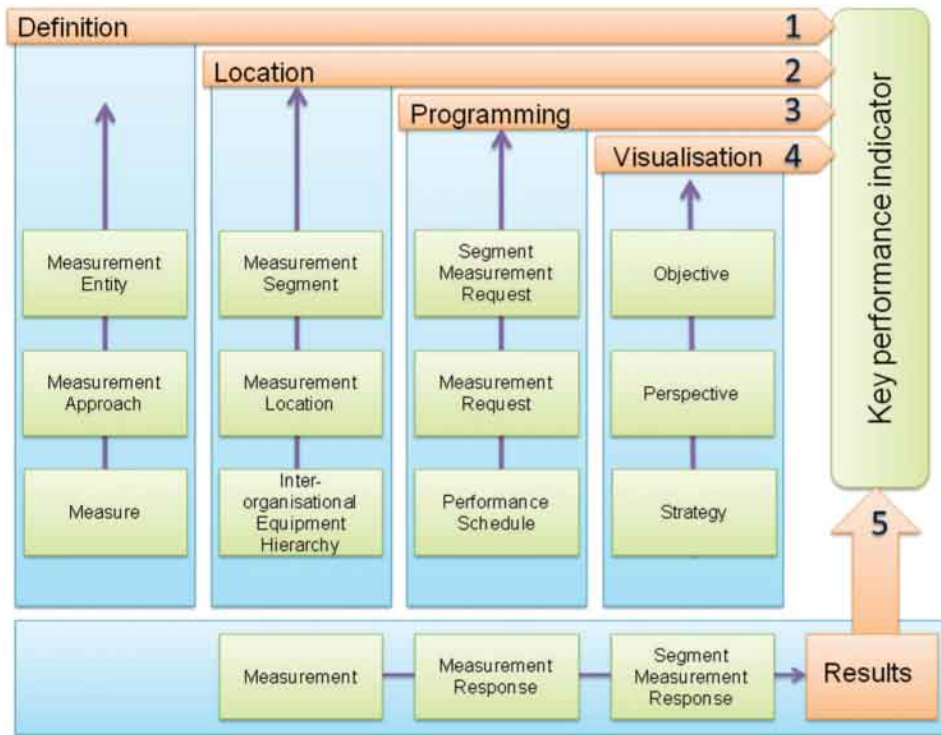 Definition 1
Location 2
Programming 3
Visualisation 4
Key performance indicator
Measurement
Entity
Measurement
Approach
Measure
Measurement
Segment
Measurement
Location
Inter-
organisational
Equipment
Hierarchy
Segment
Measurement
Request
Measurement
Request
Performance
Schedule
Objective
Perspective
Strategy
5
Measurement
Measurement
Response
Segment
Measurement
Response
Results